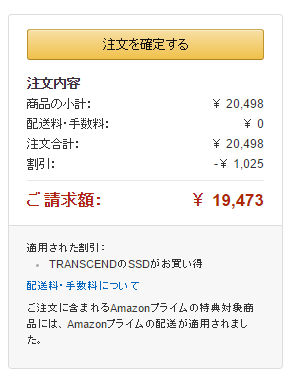 注文を確定する
注文内容
商品の小計: ￥ 20,498
配送料・手数料: ￥ 0
注文合計: ￥ 20,498
割引: -￥ 1,025
ご請求額: ￥ 19,473
適用された割引:
• TRANSCENDのSSDがお買い得
配送料・手数料について
ご注文に含まれるAmazonプライムの特典対象商
品には、Amazonプライムの配送が適用されまし
た。